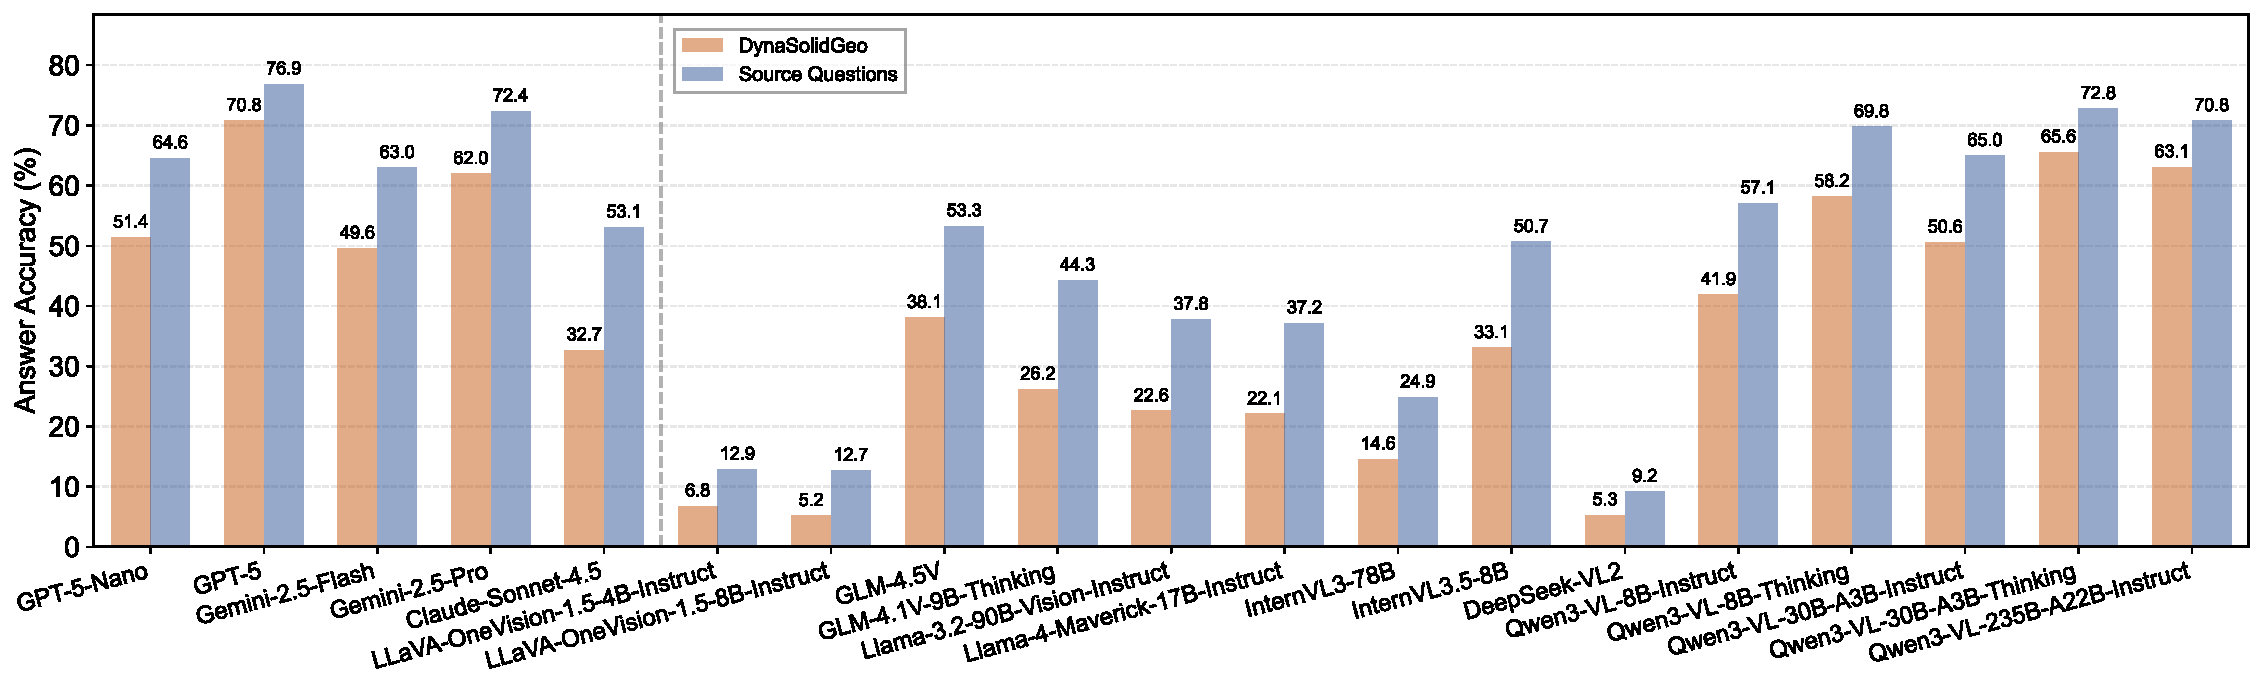 Answer Accuracy (%)
80
70
60
50
40
30
20
10
0
DynaSolidGeo
Source Questions
51.4
64.6
70.8
76.9
49.6
63.0
62.0
72.4
32.7
53.1
6.8
12.9
5.2
12.7
38.1
53.3
26.2
44.3
22.6
37.8
22.1
37.2
14.6
24.9
33.1
50.7
5.3
9.2
41.9
57.1
58.2
69.8
50.6
65.0
65.6
72.8
63.1
70.8
GPT-5-Nano
GPT-5
Gemini-2.5-Flash
Gemini-2.5-Pro
Claude-Sonnet-4.5
LLaVA-OneVision-1.5-4B-Instruct
LLaVA-OneVision-1.5-8B-Instruct
GLM-4.5V
GLM-4.1V-9B-Thinking
Llama-3.2-90B-Vision-Instruct
Llama-4-Maverick-17B-Instruct
InternVL3-78B
InternVL3.5-8B
DeepSeek-VL2
Qwen3-VL-8B-Instruct
Qwen3-VL-8B-Thinking
Qwen3-VL-30B-A3B-Instruct
Qwen3-VL-30B-A3B-Thinking
Qwen3-VL-235B-A22B-Instruct